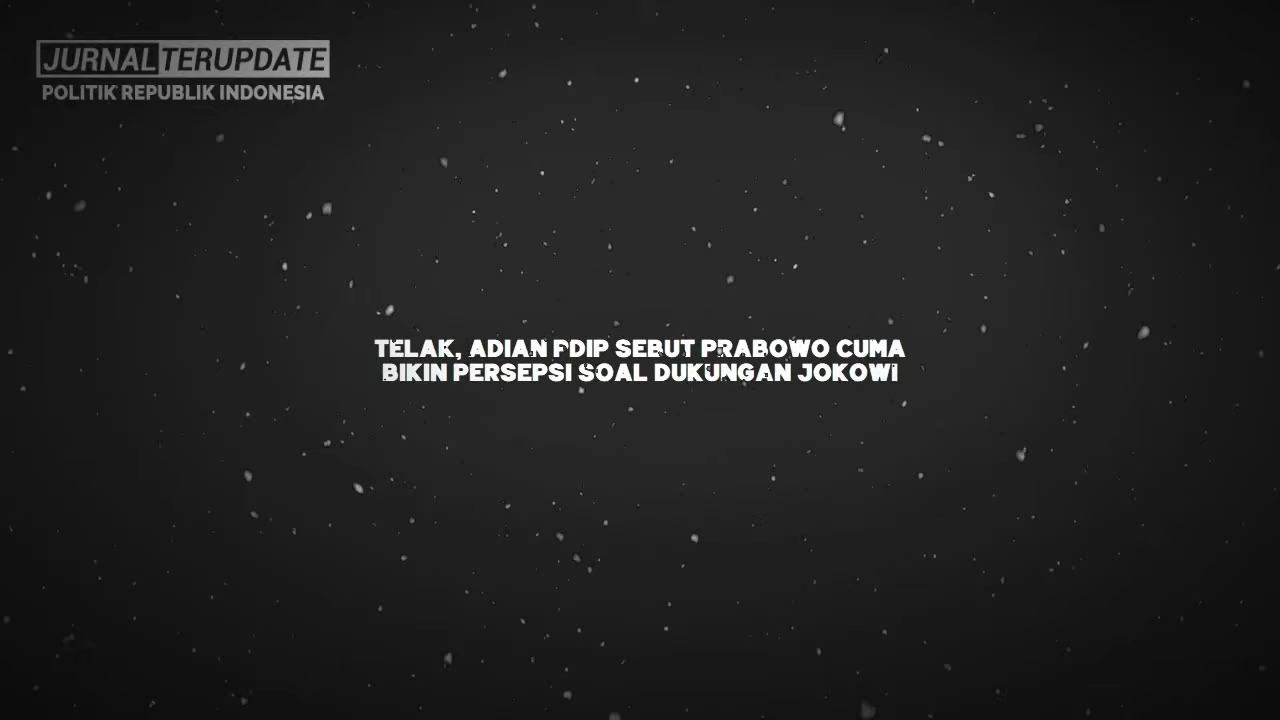 JURNALTERUPDATE
POLITIK REPUBLIK INDONESIA
TELAK, ADIAN PDIP SEBUT PRABOWO CUMA
BIKIN PERSEPSI SOAL DUKUNGAN JOKOWI